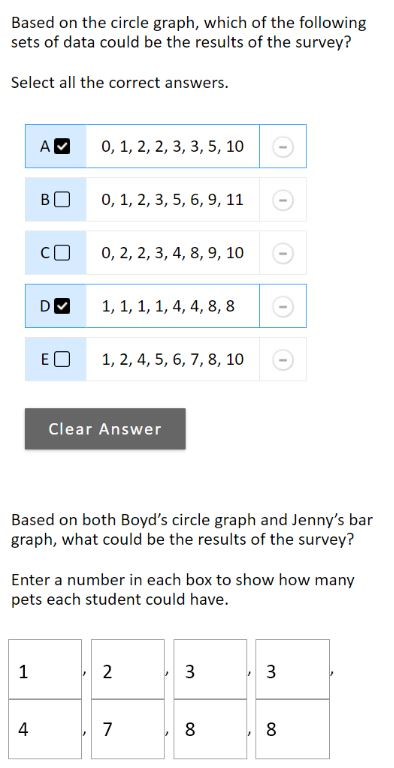 Based on the circle graph, which of the following
sets of data could be the results of the survey?
Select all the correct answers.
A 0, 1, 2, 2, 3, 3, 5, 10
B 0, 1, 2, 3, 5, 6, 9, 11
C 0, 2, 2, 3, 4, 8, 9, 10
D 1, 1, 1, 1, 4, 4, 8, 8
E 1, 2, 4, 5, 6, 7, 8, 10
Clear Answer
Based on both Boyd’s circle graph and Jenny’s bar
graph, what could be the results of the survey?
Enter a number in each box to show how many
pets each student could have.
1 , 2 , 3 , 3 ,
4 , 7 , 8 , 8